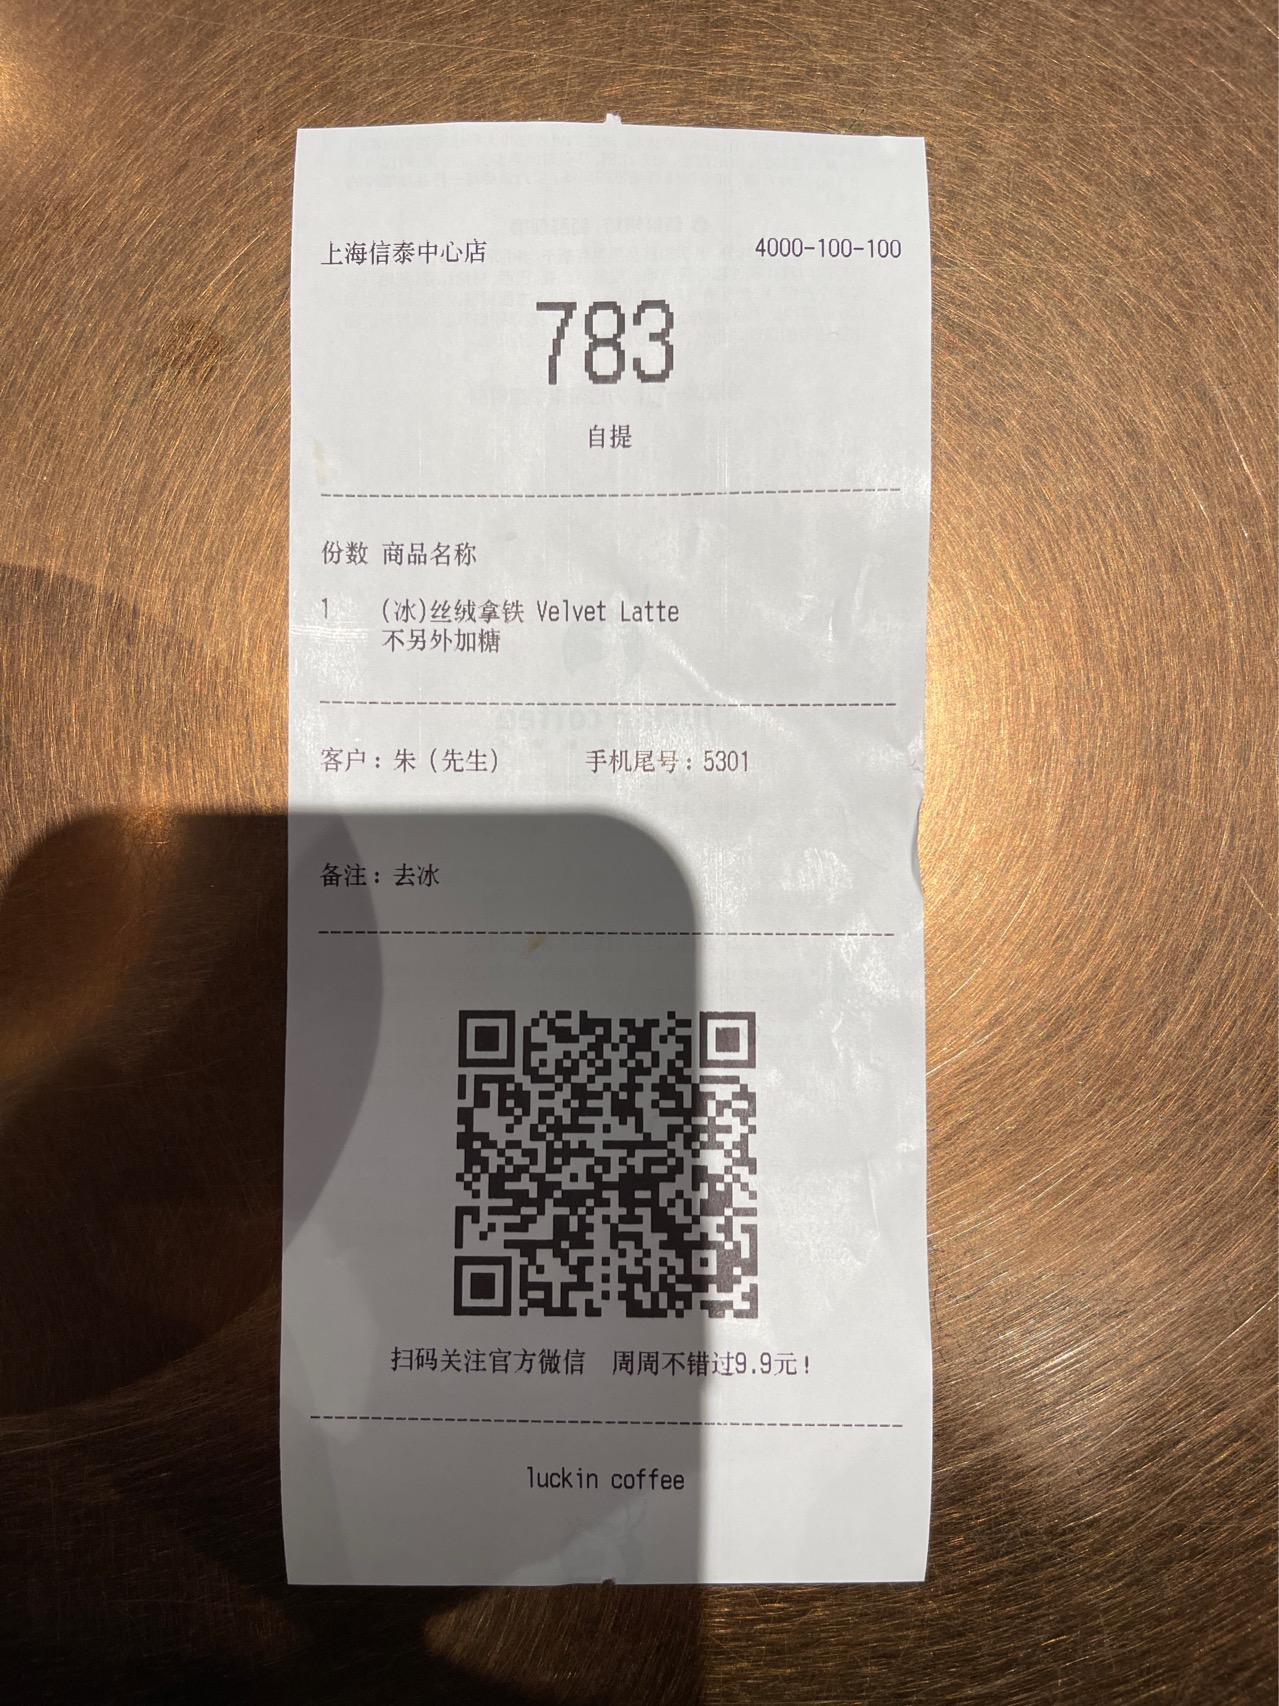 上海信泰中心店 4000-100-100
783
自提
份数 商品名称
1 (冰)丝绒拿铁 Velvet Latte
不另外加糖
客户：朱（先生） 手机尾号：5301
备注：去冰
扫码关注官方微信 周周不错过9.9元！
luckin coffee